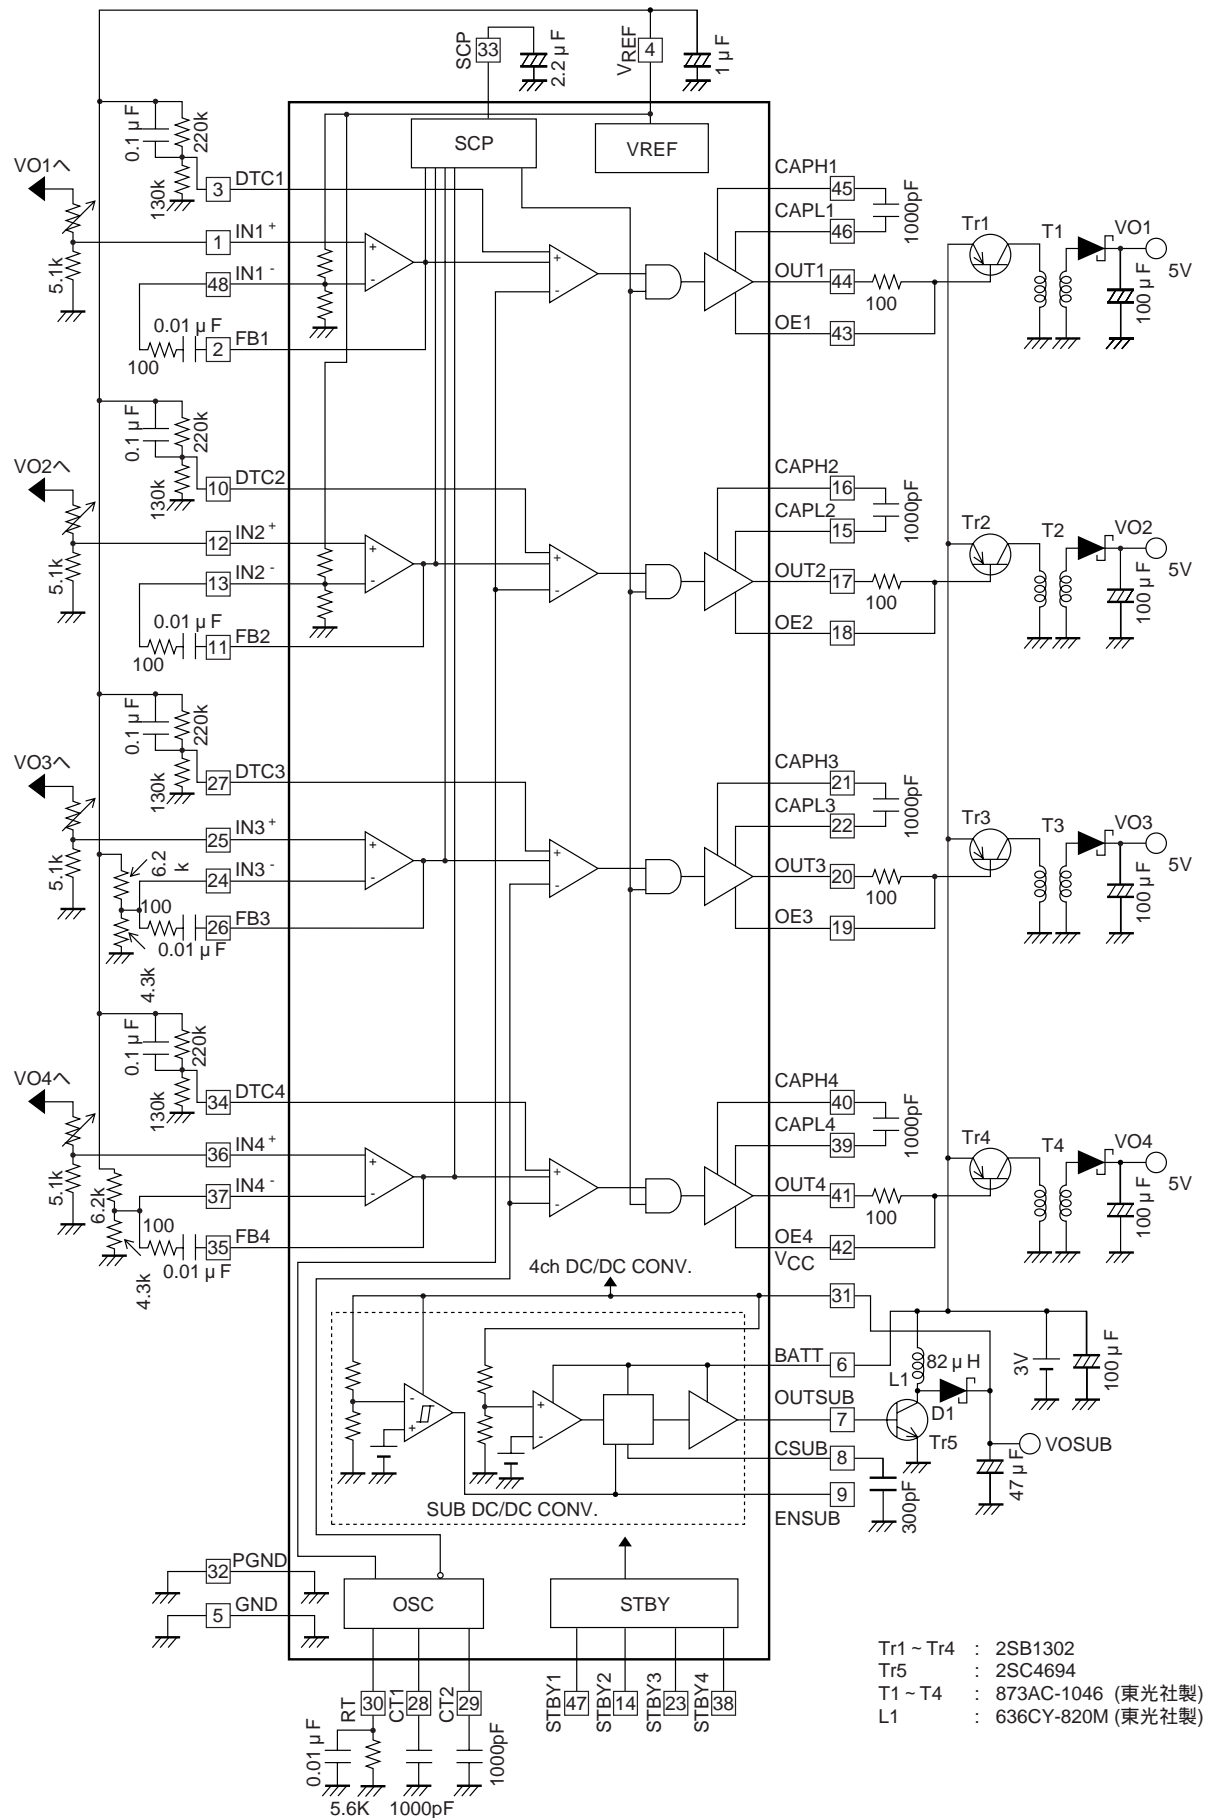 SCP
33
2.2 μF
VREF
4
1 μF
SCP
VREF
0.1 μF
220k
130k
VO1へ
3
DTC1
1
IN1 +
5.1k
48
IN1 -
0.01 μF
100
2
FB1
CAPH1
45
CAPL1
46
1000pF
OUT1
44
100
OE1
43
Tr1
T1
VO1
5V
100 μF
0.1 μF
220k
130k
VO2へ
10
DTC2
12
IN2 +
5.1k
13
IN2 -
0.01 μF
100
11
FB2
CAPH2
16
CAPL2
15
1000pF
OUT2
17
100
OE2
18
Tr2
T2
VO2
5V
100 μF
0.1 μF
220k
130k
VO3へ
27
DTC3
25
IN3 +
5.1k
6.2
k
24
IN3 -
100
0.01 μF
26
FB3
4.3k
CAPH3
21
CAPL3
22
1000pF
OUT3
20
100
OE3
19
Tr3
T3
VO3
5V
100 μF
0.1 μF
220k
130k
VO4へ
34
DTC4
36
IN4 +
5.1k
6.2k
37
IN4 -
100
0.01 μF
35
FB4
4.3k
CAPH4
40
CAPL4
39
1000pF
OUT4
41
100
OE4
42
Tr4
T4
VO4
5V
100 μF
VCC
31
4ch DC/DC CONV.
BATT
6
OUTSUB
7
CSUB
8
9
ENSUB
SUB DC/DC CONV.
L1
82 μH
D1
Tr5
300pF
3V
100 μF
VOSUB
47 μF
32
PGND
5
GND
OSC
STBY
RT
30
CT1
28
CT2
29
STBY1
47
STBY2
14
STBY3
23
STBY4
38
0.01 μF
5.6K
1000pF
1000pF
Tr1 ~ Tr4 : 2SB1302
Tr5 : 2SC4694
T1 ~ T4 : 873AC-1046 (東光社製)
L1 : 636CY-820M (東光社製)